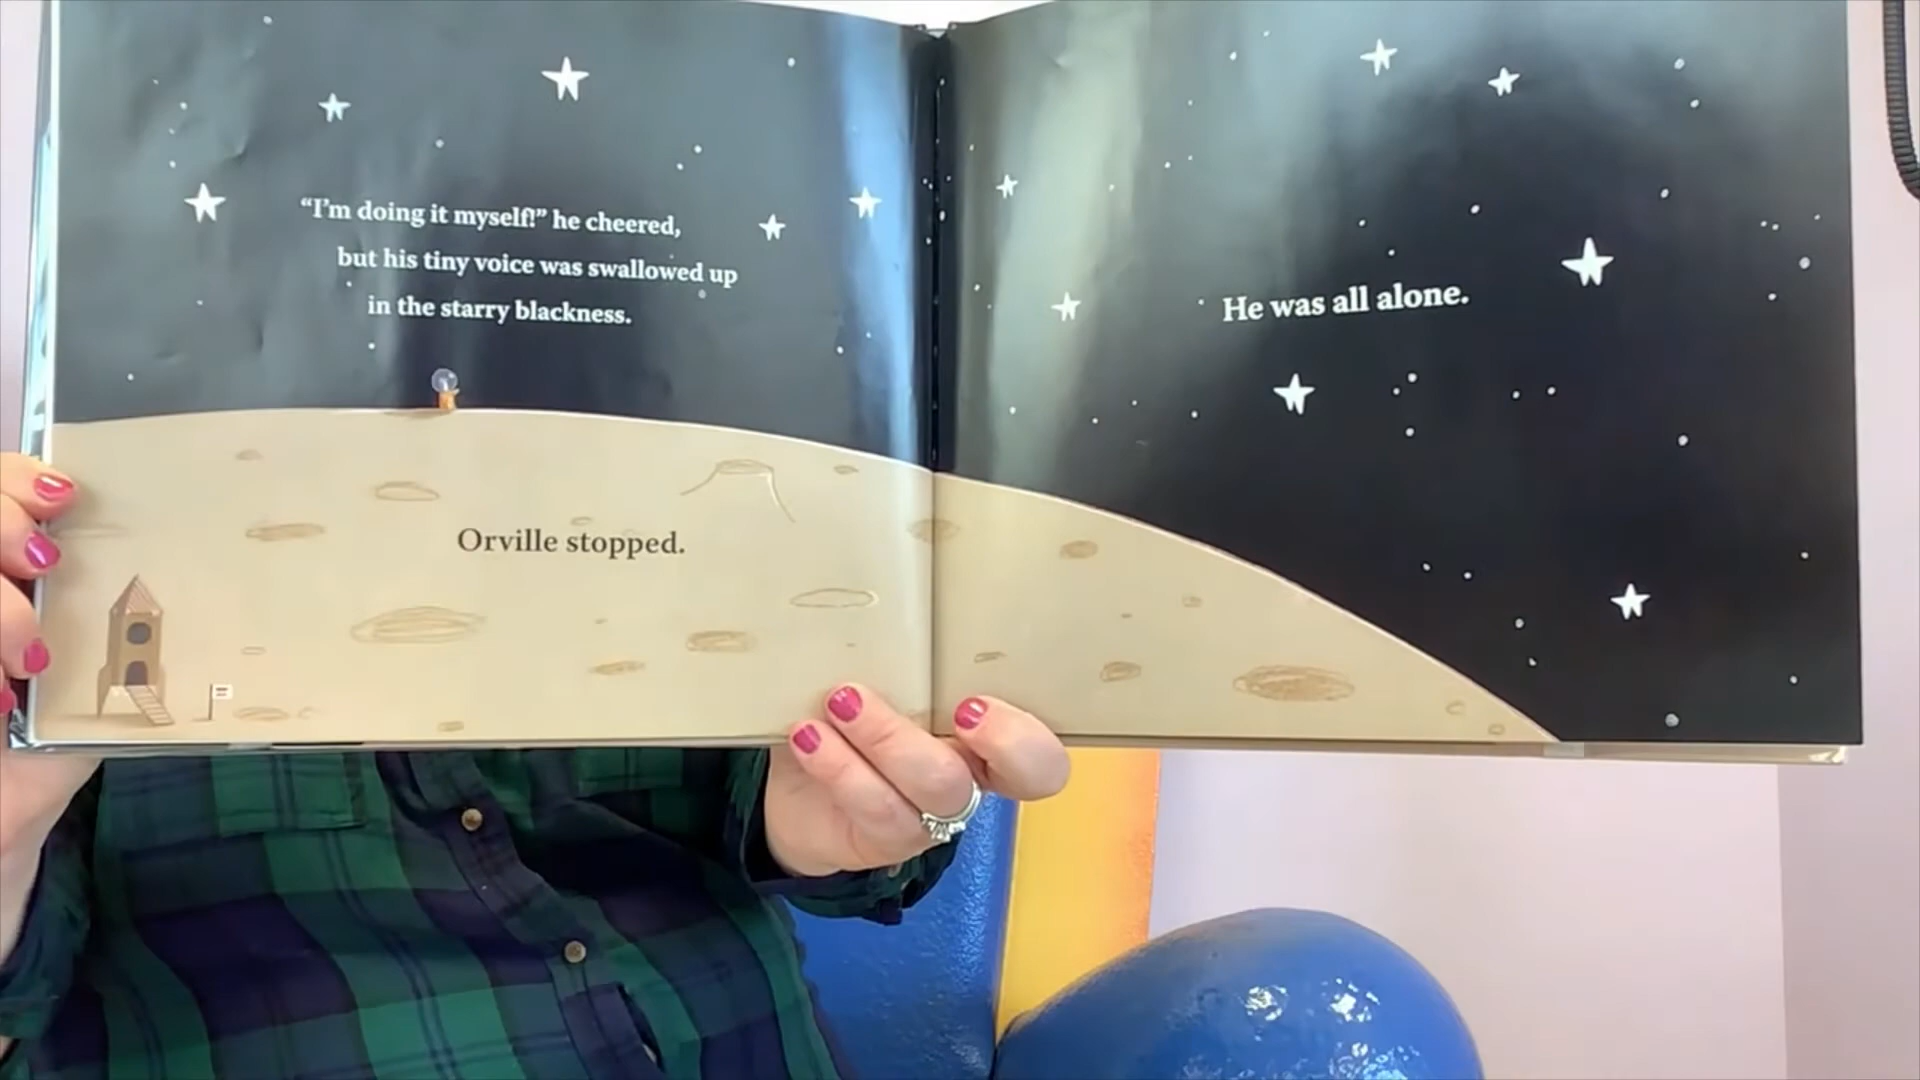 “I’m doing it myself!” he cheered,
but his tiny voice was swallowed up
in the starry blackness.
Orville stopped.
He was all alone.